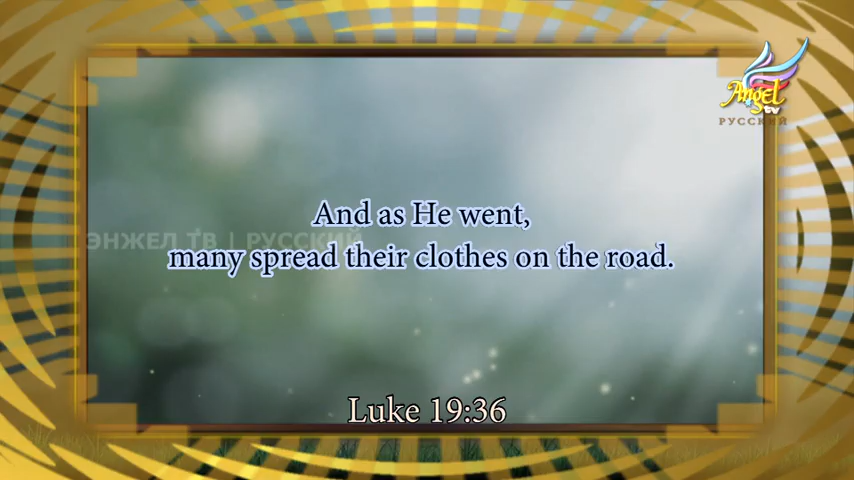 Angel
tv
РУССКИЙ
And as He went,
ЭНЖЕЛ ТВ | РУССКИЙ
many spread their clothes on the road.
Luke 19:36